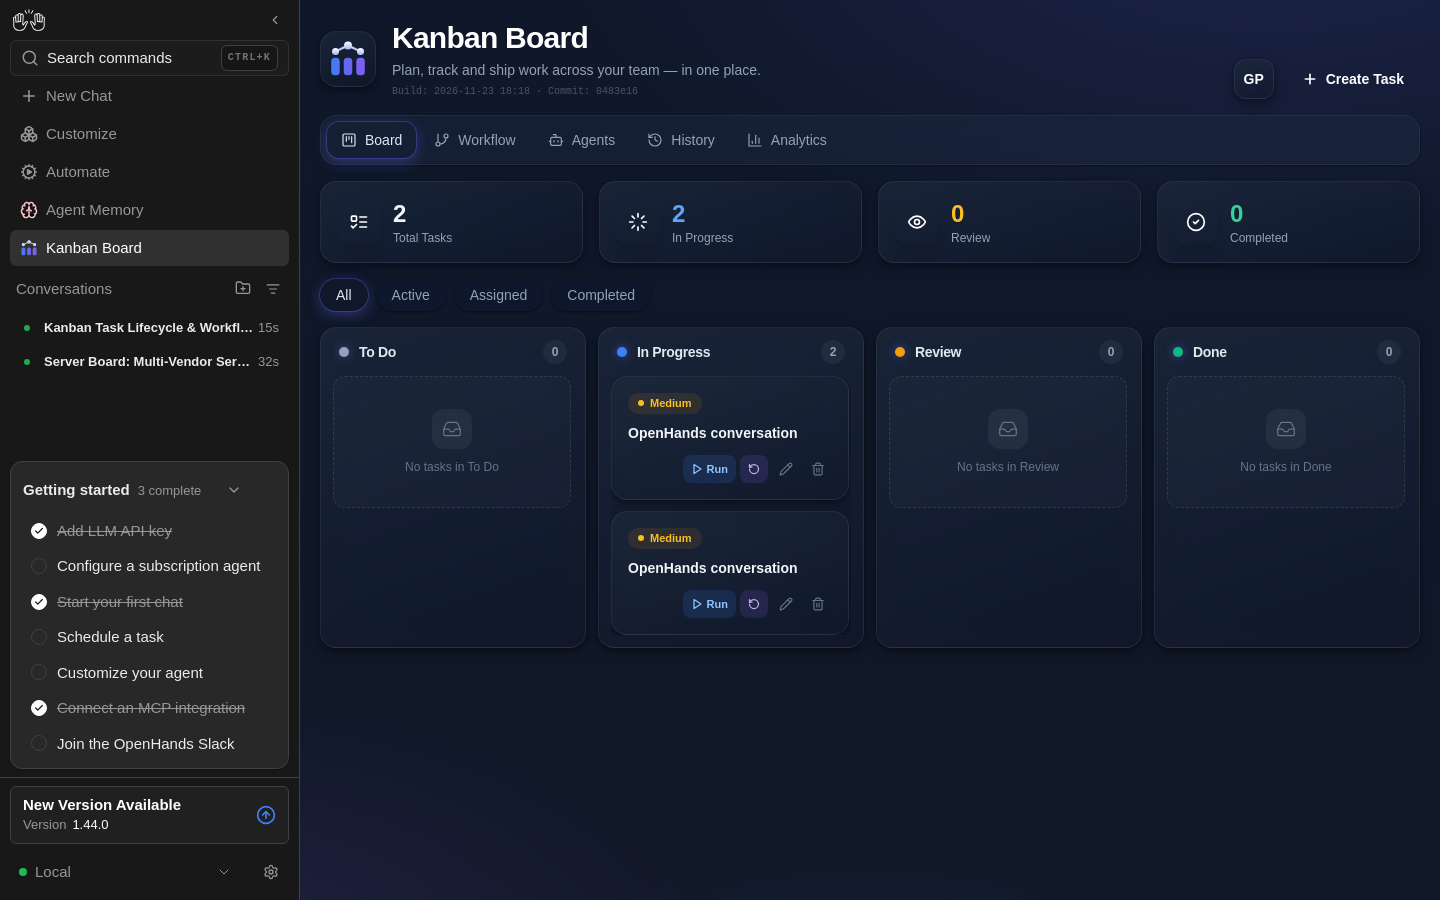 Search commands
CTRL+K
New Chat
Customize
Automate
Agent Memory
Kanban Board
Conversations
Kanban Task Lifecycle & Workfl... 15s
Server Board: Multi-Vendor Ser... 32s
Getting started 3 complete
Add LLM API key
Configure a subscription agent
Start your first chat
Schedule a task
Customize your agent
Connect an MCP integration
Join the OpenHands Slack
New Version Available
Version 1.44.0
Local
Kanban Board
Plan, track and ship work across your team — in one place.
Build: 2026-11-23 18:18 · Commit: 0483e16
GP
Create Task
Board
Workflow
Agents
History
Analytics
2
Total Tasks
2
In Progress
0
Review
0
Completed
All
Active
Assigned
Completed
To Do 0
No tasks in To Do
In Progress 2
Medium
OpenHands conversation
Run
Medium
OpenHands conversation
Run
Review 0
No tasks in Review
Done 0
No tasks in Done